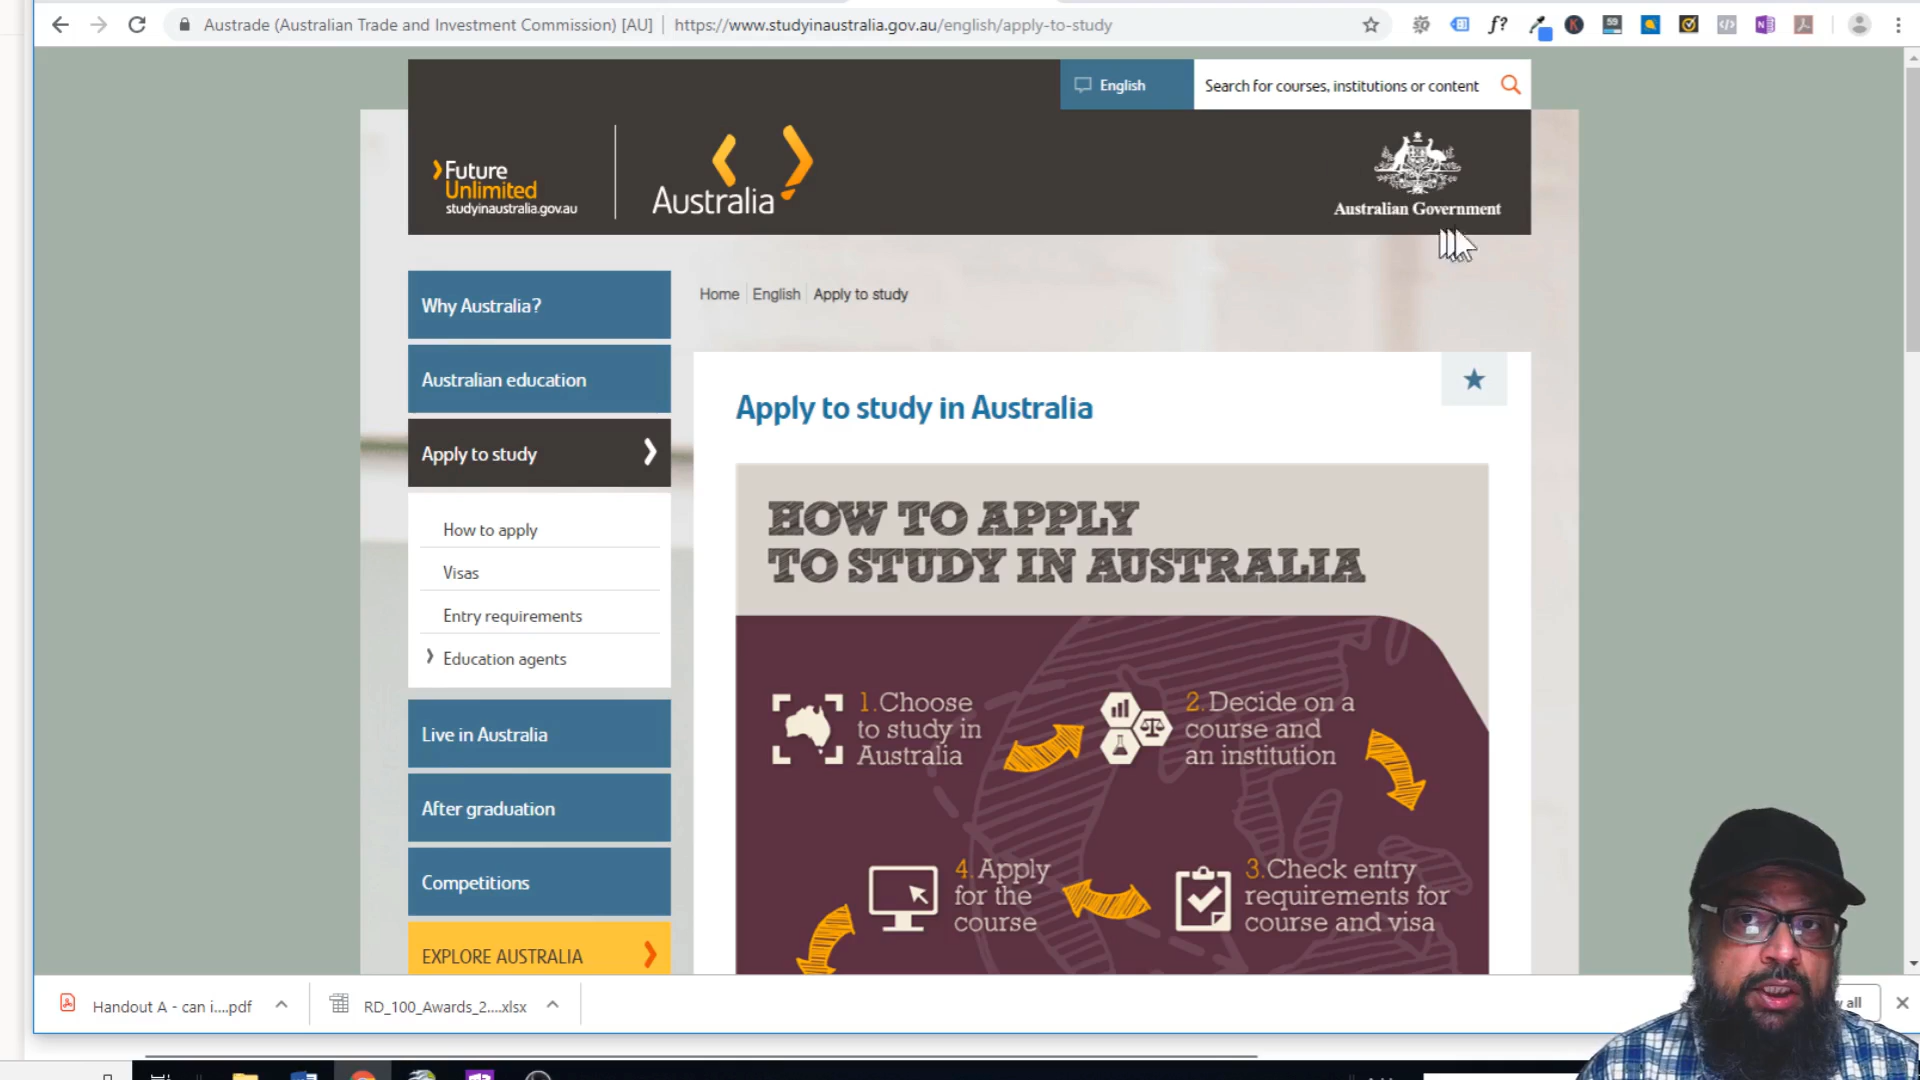 Austrade (Australian Trade and Investment Commission) [AU] | https://www.studyinaustralia.gov.au/english/apply-to-study
f?
59
English
Search for courses, institutions or content
Future
Unlimited
studyinaustralia.gov.au
Australia
Australian Government
Why Australia?
Australian education
Apply to study
How to apply
Visas
Entry requirements
Education agents
Live in Australia
After graduation
Competitions
EXPLORE AUSTRALIA
Home
English
Apply to study
Apply to study in Australia
HOW TO APPLY
TO STUDY IN AUSTRALIA
1.Choose
to study in
Australia
2.Decide on a
course and
an institution
3.Check entry
requirements for
course and visa
4.Apply
for the
course
Handout A - can i....pdf
RD_100_Awards_2....xlsx
all